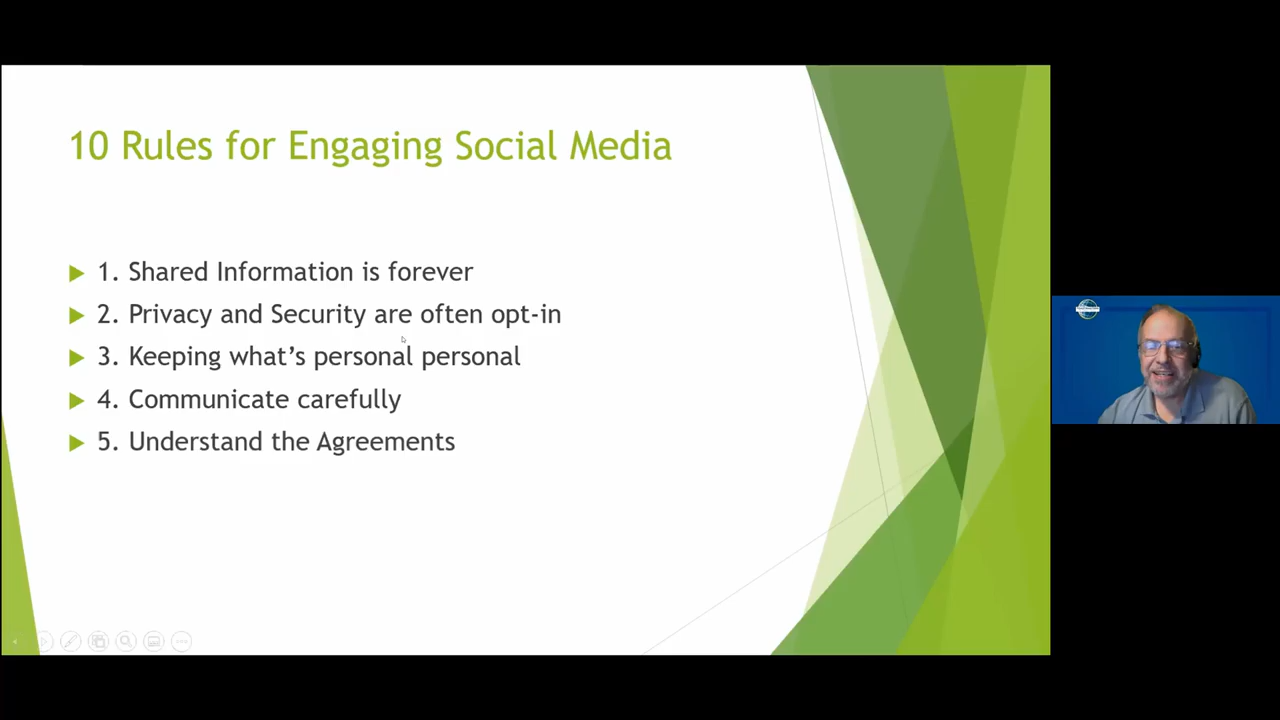 10 Rules for Engaging Social Media
1. Shared Information is forever
2. Privacy and Security are often opt-in
3. Keeping what's personal personal
4. Communicate carefully
5. Understand the Agreements